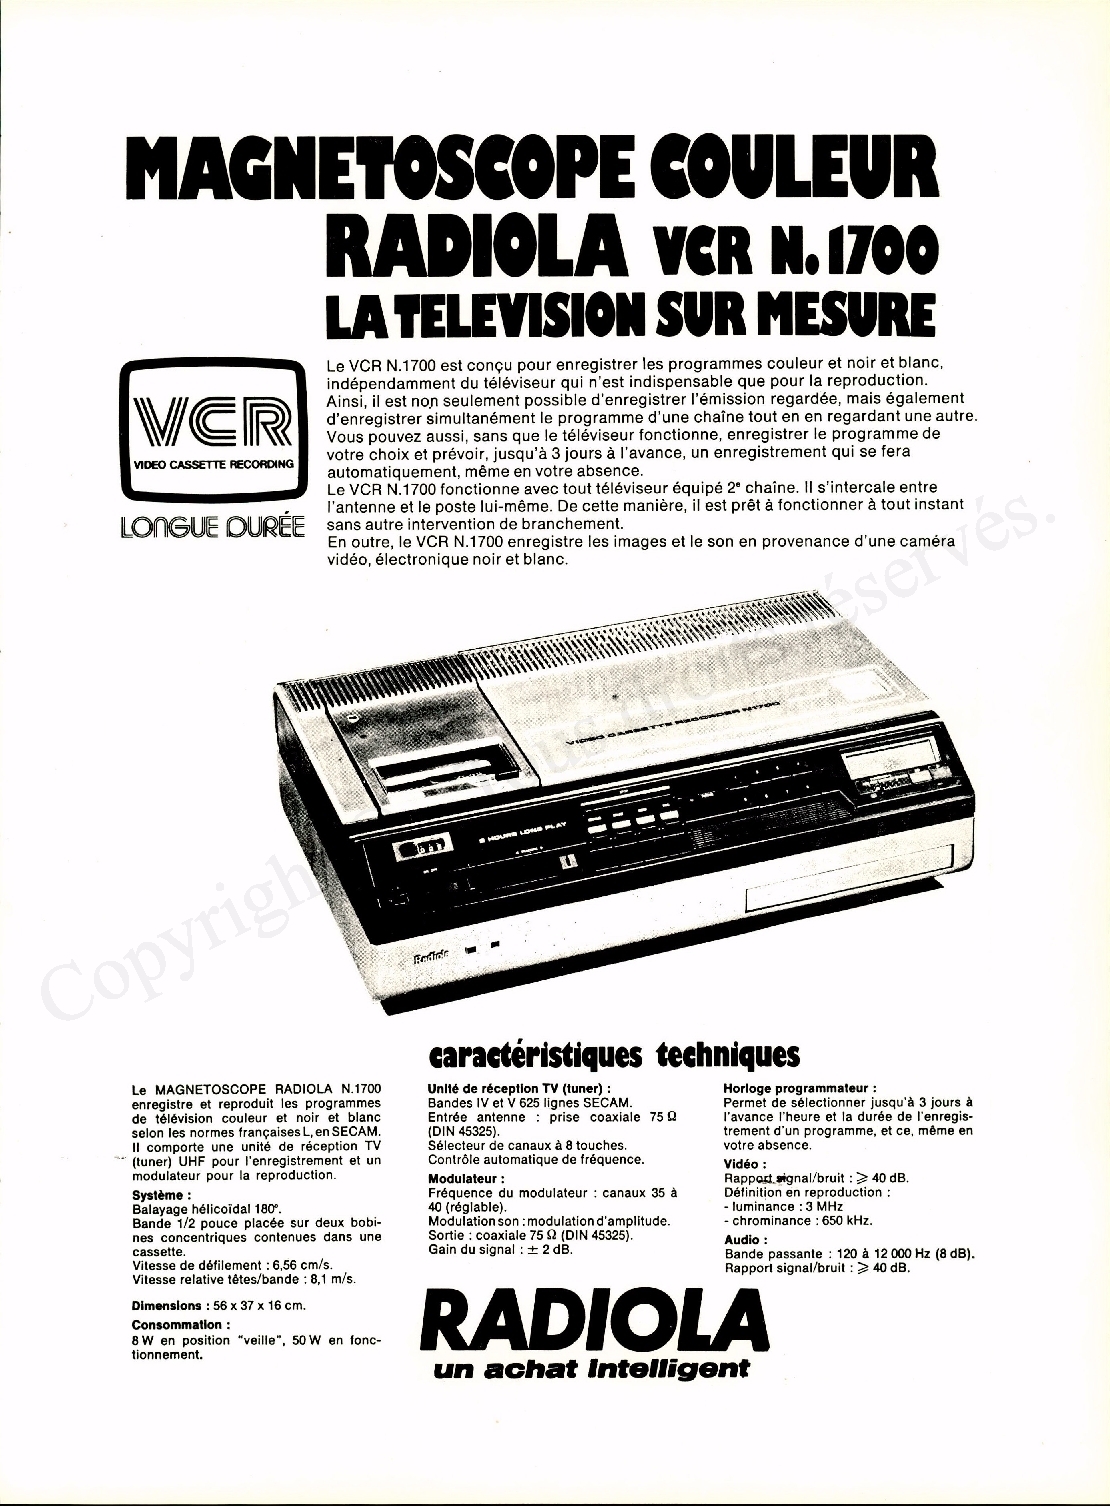 MAGNETOSCOPE COULEUR
RADIOLA VCR N.1700
LA TELEVISION SUR MESURE
VCR
VIDEO CASSETTE RECORDING
LONGUE DURÉE
Le VCR N.1700 est conçu pour enregistrer les programmes couleur et noir et blanc,
indépendamment du téléviseur qui n'est indispensable que pour la reproduction.
Ainsi, il est non seulement possible d'enregistrer l'émission regardée, mais également
d'enregistrer simultanément le programme d'une chaîne tout en en regardant une autre.
Vous pouvez aussi, sans que le téléviseur fonctionne, enregistrer le programme de
votre choix et prévoir, jusqu'à 3 jours à l'avance, un enregistrement qui se fera
automatiquement, même en votre absence.
Le VCR N.1700 fonctionne avec tout téléviseur équipé 2e chaîne. Il s'intercale entre
l'antenne et le poste lui-même. De cette manière, il est prêt à fonctionner à tout instant
sans autre intervention de branchement.
En outre, le VCR N.1700 enregistre les images et le son en provenance d'une caméra
vidéo, électronique noir et blanc.
VIDEO CASSETTE RECORDER N1700
2 HOURS LONG PLAY
Radiola
Copyright
réservés.
caractéristiques techniques
Le MAGNETOSCOPE RADIOLA N.1700
enregistre et reproduit les programmes
de télévision couleur et noir et blanc
selon les normes françaises L, en SECAM.
Il comporte une unité de réception TV
(tuner) UHF pour l'enregistrement et un
modulateur pour la reproduction.
Système :
Balayage hélicoïdal 180°.
Bande 1/2 pouce placée sur deux bobi-
nes concentriques contenues dans une
cassette.
Vitesse de défilement : 6,56 cm/s.
Vitesse relative têtes/bande : 8,1 m/s.
Dimensions : 56 x 37 x 16 cm.
Consommation :
8 W en position "veille", 50 W en fonc-
tionnement.
Unité de réception TV (tuner) :
Bandes IV et V 625 lignes SECAM.
Entrée antenne : prise coaxiale 75 Ω
(DIN 45325).
Sélecteur de canaux à 8 touches.
Contrôle automatique de fréquence.
Modulateur :
Fréquence du modulateur : canaux 35 à
40 (réglable).
Modulation son : modulation d'amplitude.
Sortie : coaxiale 75 Ω (DIN 45325).
Gain du signal : ± 2 dB.
Horloge programmateur :
Permet de sélectionner jusqu'à 3 jours à
l'avance l'heure et la durée de l'enregis-
trement d'un programme, et ce, même en
votre absence.
Vidéo :
Rapport signal/bruit : ⩾ 40 dB.
Définition en reproduction :
- luminance : 3 MHz
- chrominance : 650 kHz.
Audio :
Bande passante : 120 à 12 000 Hz (8 dB).
Rapport signal/bruit : ⩾ 40 dB.
RADIOLA
un achat intelligent